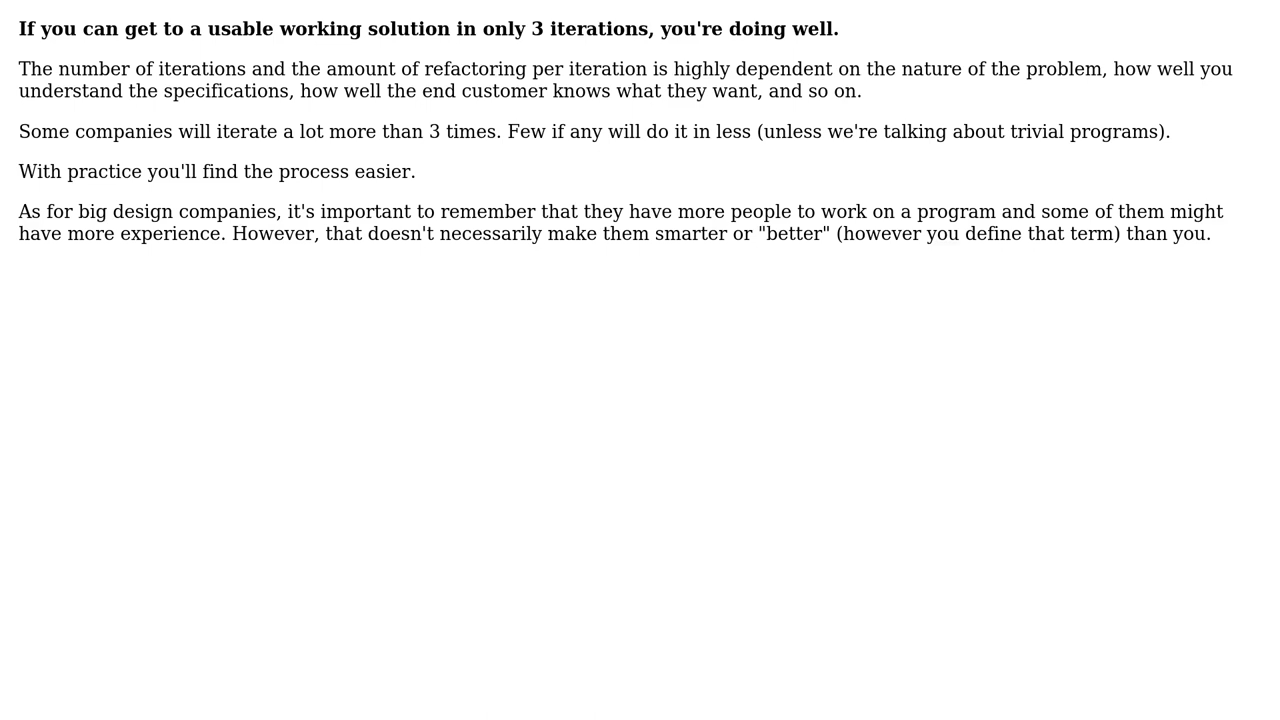 If you can get to a usable working solution in only 3 iterations, you're doing well.
The number of iterations and the amount of refactoring per iteration is highly dependent on the nature of the problem, how well you
understand the specifications, how well the end customer knows what they want, and so on.
Some companies will iterate a lot more than 3 times. Few if any will do it in less (unless we're talking about trivial programs).
With practice you'll find the process easier.
As for big design companies, it's important to remember that they have more people to work on a program and some of them might
have more experience. However, that doesn't necessarily make them smarter or "better" (however you define that term) than you.